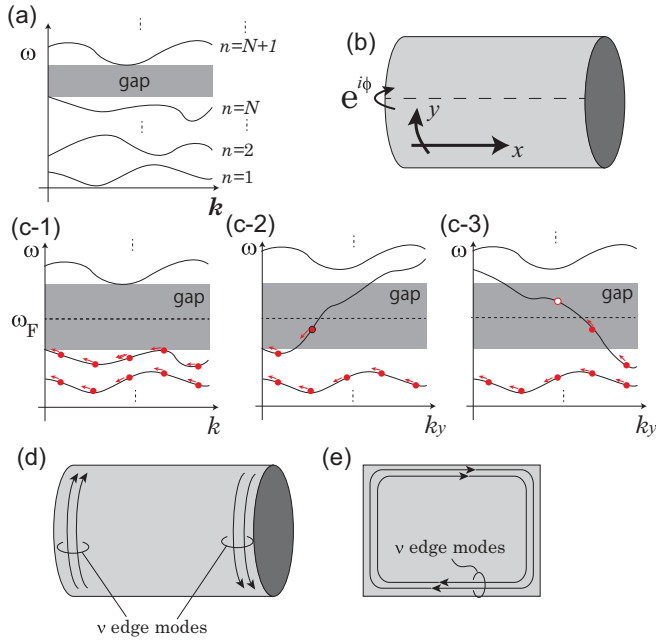 (a)
ω
n=N+1
gap
n=N
n=2
n=1
k
(b)
e^{iϕ}
y
x
(c-1)
ω
gap
ω_F
k
(c-2)
ω
gap
k_y
(c-3)
ω
gap
k_y
(d)
ν edge modes
(e)
ν edge modes